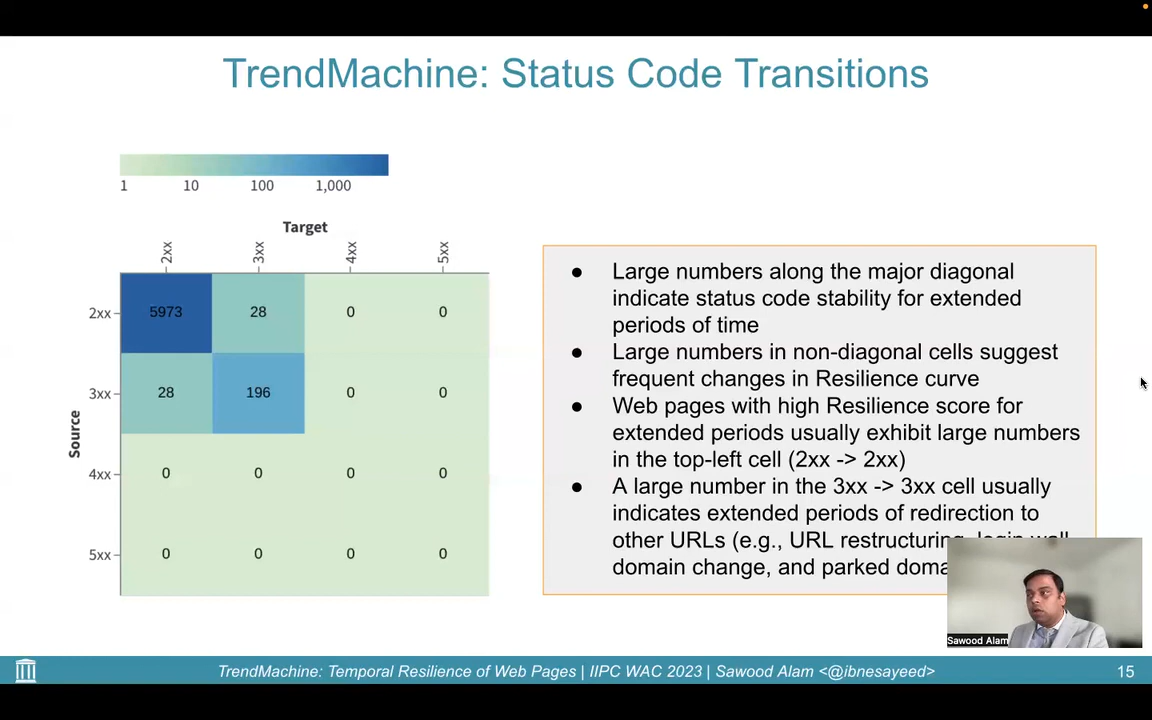 TrendMachine: Status Code Transitions
1 10 100 1,000
Target
2xx 3xx 4xx 5xx
Source
2xx 5973 28 0 0
3xx 28 196 0 0
4xx 0 0 0 0
5xx 0 0 0 0
● Large numbers along the major diagonal
indicate status code stability for extended
periods of time
● Large numbers in non-diagonal cells suggest
frequent changes in Resilience curve
● Web pages with high Resilience score for
extended periods usually exhibit large numbers
in the top-left cell (2xx -> 2xx)
● A large number in the 3xx -> 3xx cell usually
indicates extended periods of redirection to
other URLs (e.g., URL restructuring, login wall
domain change, and parked doma
Sawood Alam
TrendMachine: Temporal Resilience of Web Pages | IIPC WAC 2023 | Sawood Alam <@ibnesayeed>
15